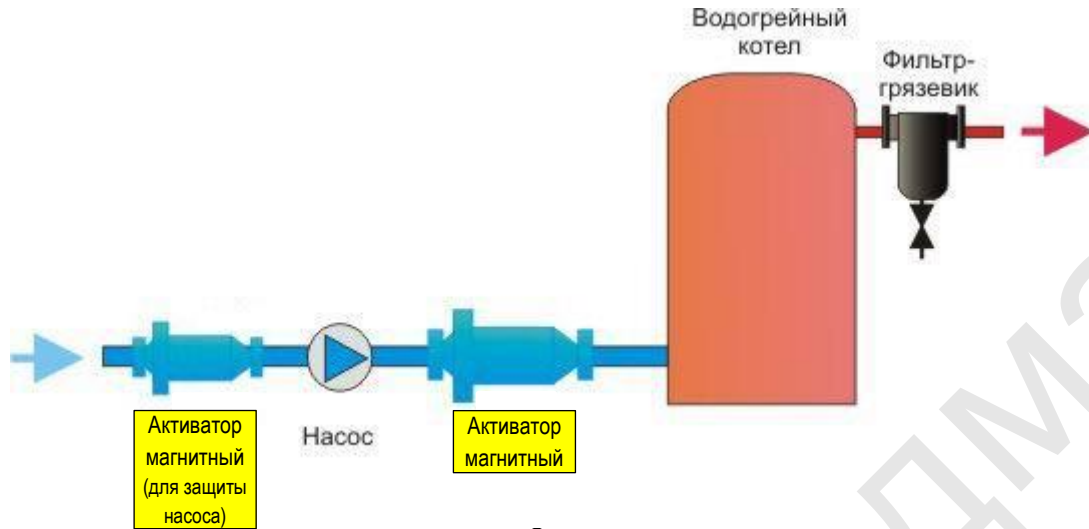 Водогрейный
котел
Фильтр-
грязевик
Активатор
магнитный
(для защиты
насоса)
Насос
Активатор
магнитный